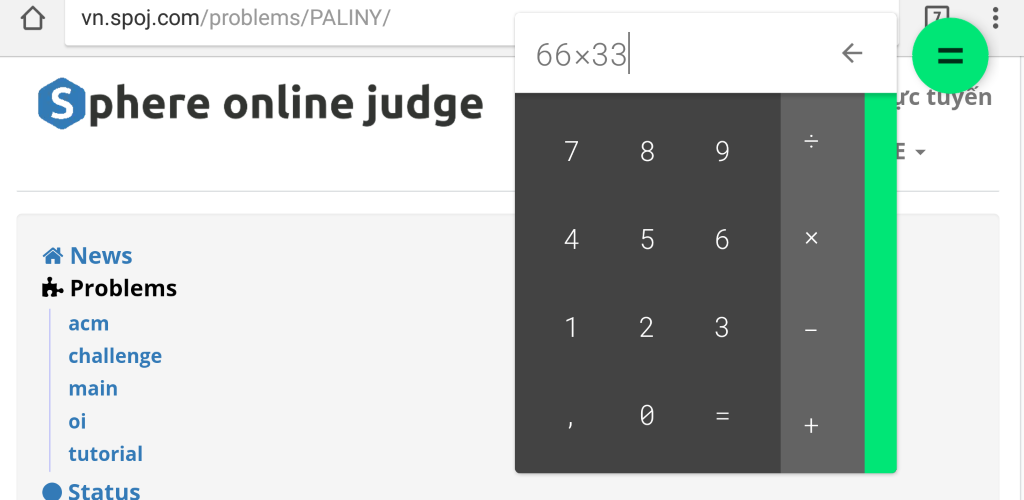 vn.spoj.com/problems/PALINY/
7
66×33
=
Sphere online judge
ực tuyến
E
7 8 9 ÷
4 5 6 ×
1 2 3 −
, 0 = +
News
Problems
acm
challenge
main
oi
tutorial
Status